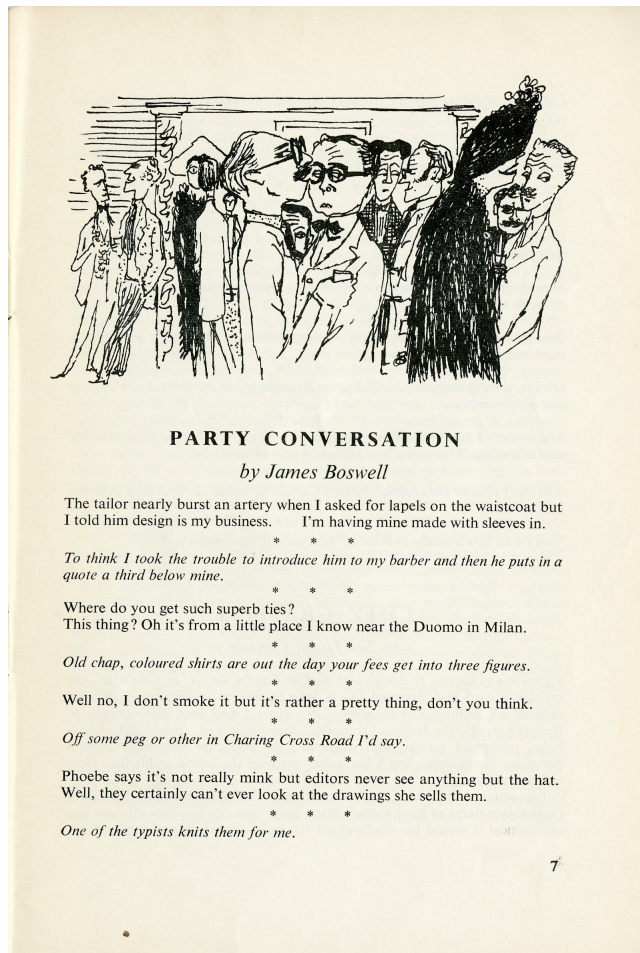 PARTY CONVERSATION
by James Boswell
The tailor nearly burst an artery when I asked for lapels on the waistcoat but
I told him design is my business. I'm having mine made with sleeves in.
* * *
To think I took the trouble to introduce him to my barber and then he puts in a
quote a third below mine.
* * *
Where do you get such superb ties?
This thing? Oh it's from a little place I know near the Duomo in Milan.
* * *
Old chap, coloured shirts are out the day your fees get into three figures.
* * *
Well no, I don't smoke it but it's rather a pretty thing, don't you think.
* * *
Off some peg or other in Charing Cross Road I'd say.
* * *
Phoebe says it's not really mink but editors never see anything but the hat.
Well, they certainly can't ever look at the drawings she sells them.
* * *
One of the typists knits them for me.
7